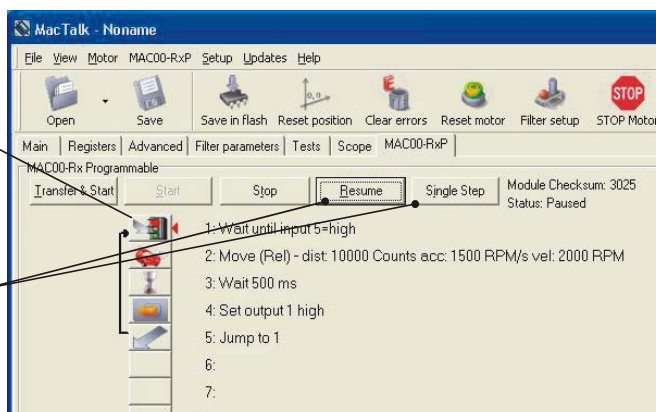 MacTalk - Noname
File View Motor MAC00-RxP Setup Updates Help
0,0
E
STOP
Open Save Save in flash Reset position Clear errors Reset motor Filter setup STOP Motor
Main Registers Advanced Filter parameters Tests Scope MAC00-RxP
MAC00-Rx Programmable
Transfer & Start Start Stop Resume Single Step Module Checksum: 3025
Status: Paused
1: Wait until input 5=high
2: Move (Rel) - dist: 10000 Counts acc: 1500 RPM/s vel: 2000 RPM
3: Wait 500 ms
4: Set output 1 high
5: Jump to 1
6:
7: